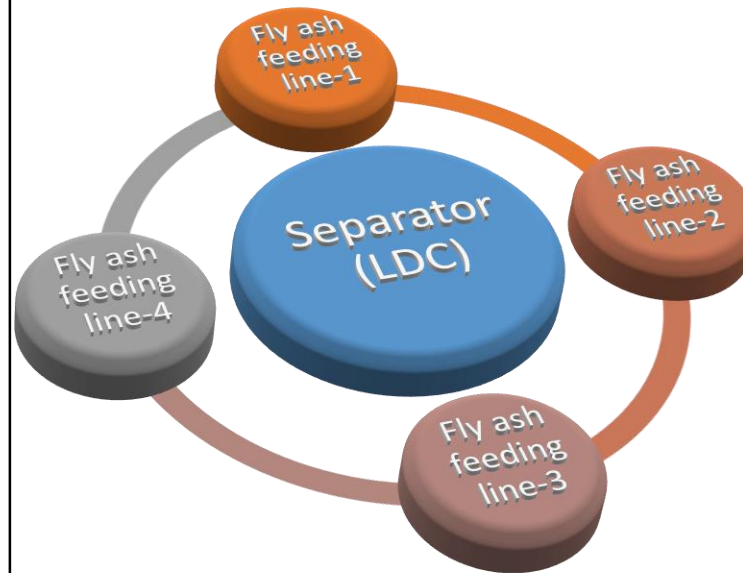 Fly ash
feeding
line-1
Fly ash
feeding
line-2
Separator
(LDC)
Fly ash
feeding
line-4
Fly ash
feeding
line-3